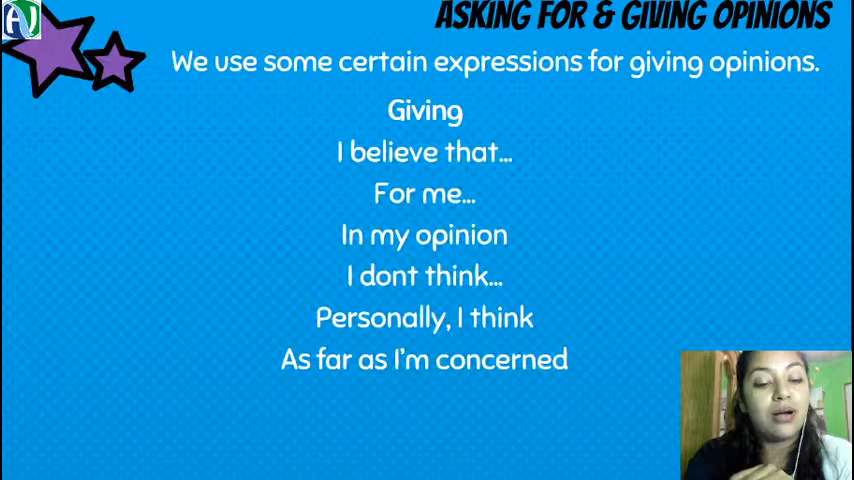 AJ
ASKING FOR & GIVING OPINIONS
We use some certain expressions for giving opinions.
Giving
I believe that...
For me...
In my opinion
I dont think...
Personally, I think
As far as I'm concerned